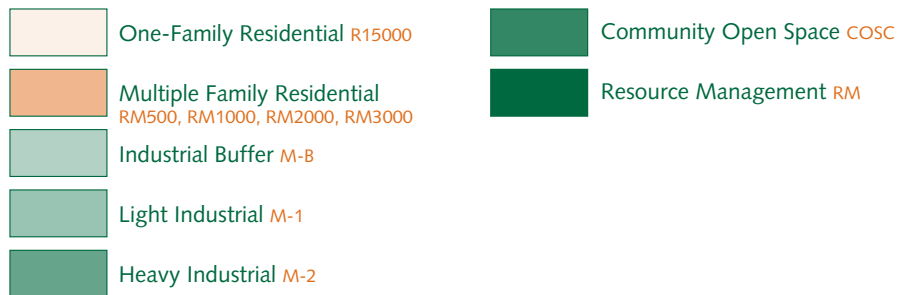 One-Family Residential R15000
Multiple Family Residential
RM500, RM1000, RM2000, RM3000
Industrial Buffer M-B
Light Industrial M-1
Heavy Industrial M-2
Community Open Space COSC
Resource Management RM